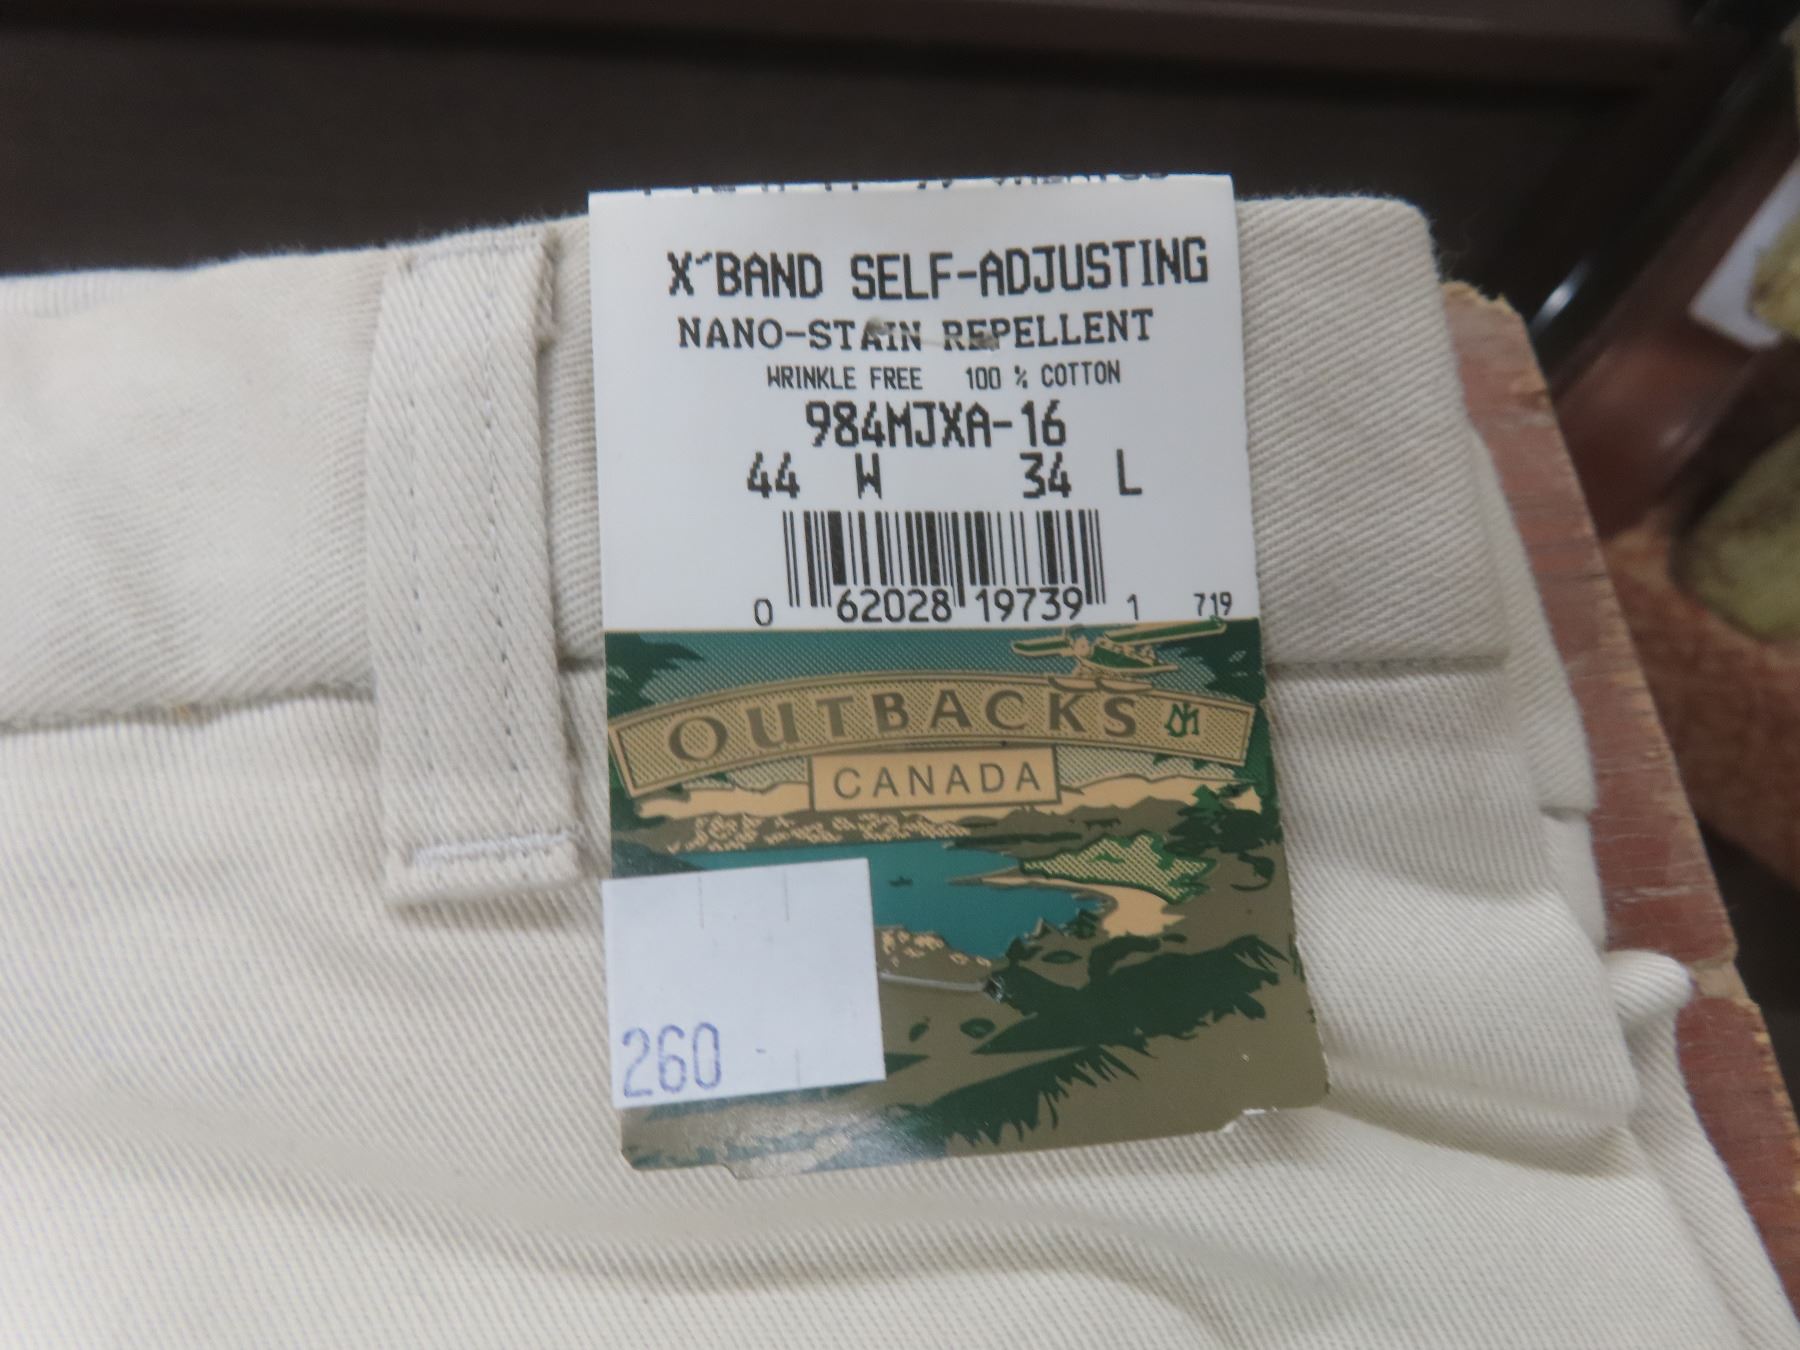 X-BAND SELF-ADJUSTING
NANO-STAIN REPELLENT
WRINKLE FREE 100 % COTTON
984MJXA-16
44 W 34 L
0 62028 19739 1 719
OUTBACKS
CANADA
260